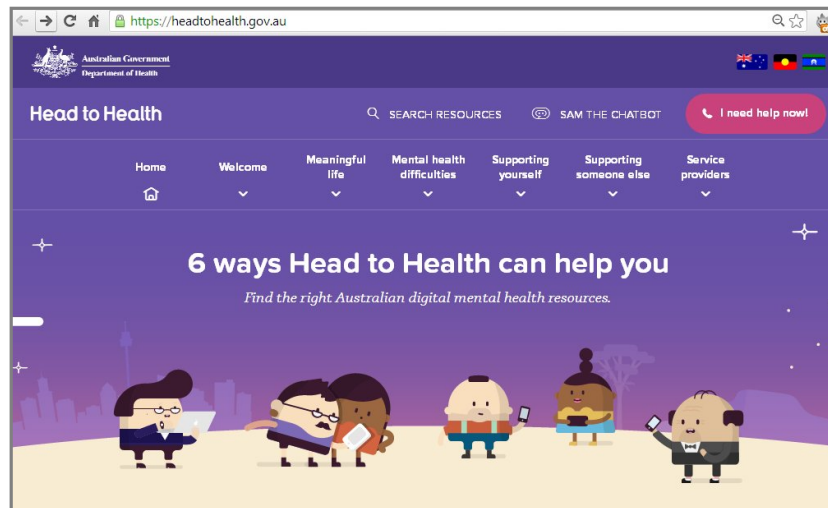 https://headtohealth.gov.au
Australian Government
Department of Health
Head to Health
SEARCH RESOURCES
SAM THE CHATBOT
I need help now!
Home
Welcome
Meaningful life
Mental health difficulties
Supporting yourself
Supporting someone else
Service providers
6 ways Head to Health can help you
Find the right Australian digital mental health resources.